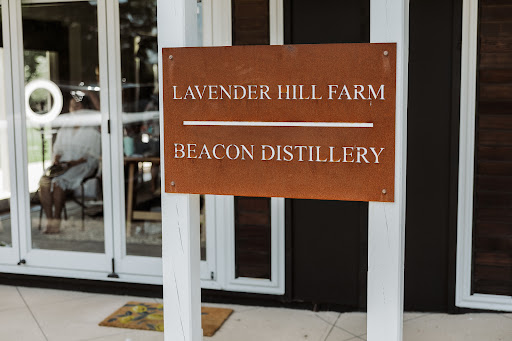 LAVENDER HILL FARM
BEACON DISTILLERY